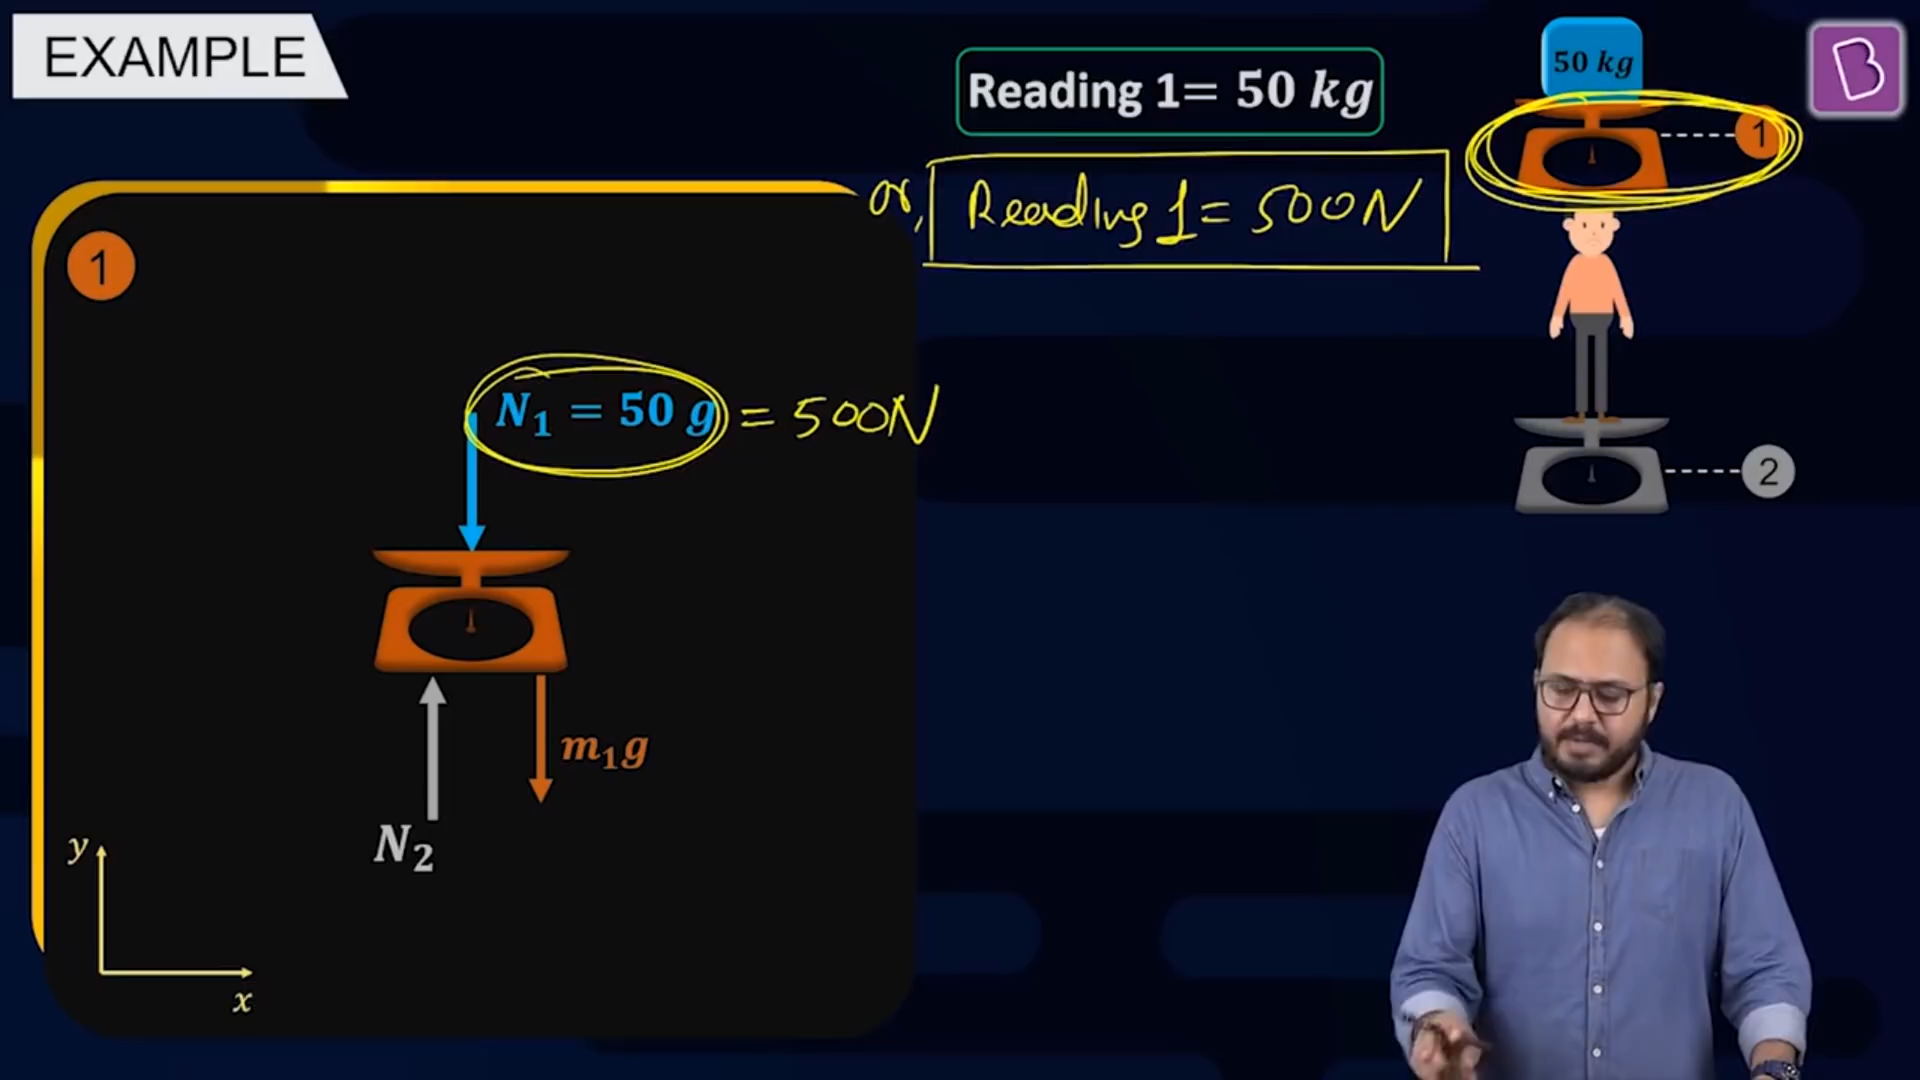 EXAMPLE
Reading 1= 50 kg
50 kg
1
or, Reading 1 = 500N
1
N₁ = 50 g = 500N
2
m₁g
N₂
y
x
B